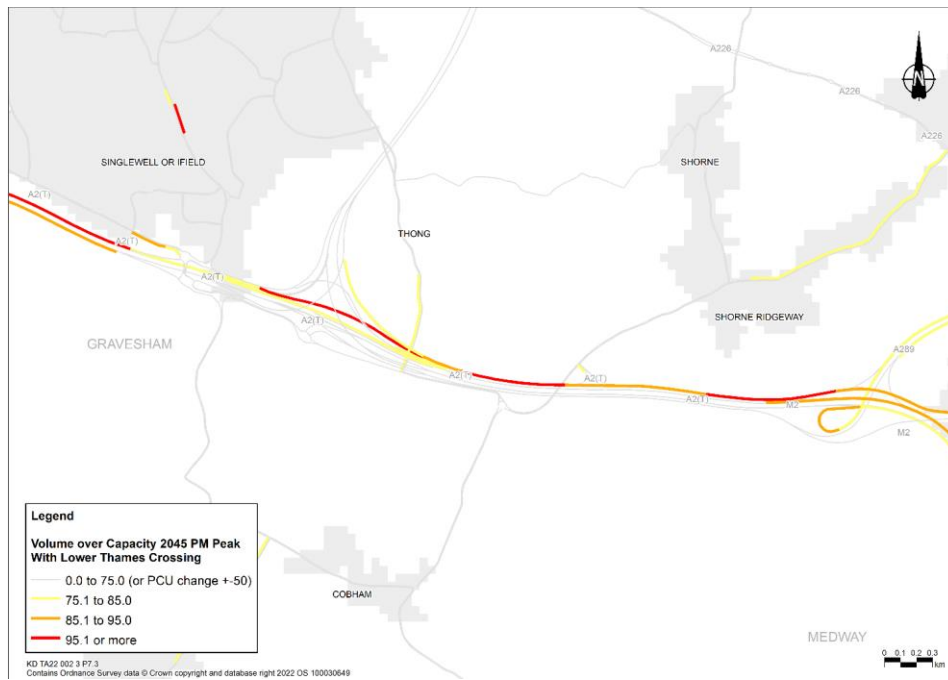 A226
N
A226
A226
SHORNE
SINGLEWELL OR IFIELD
A2(T)
THONG
A2(T)
A2(T)
A2(T)
SHORNE RIDGEWAY
GRAVESHAM
A289
A2(T)
A2(T)
A2(T)
M2
M2
Legend
Volume over Capacity 2045 PM Peak
With Lower Thames Crossing
0.0 to 75.0 (or PCU change +-50)
75.1 to 85.0
85.1 to 95.0
95.1 or more
COBHAM
MEDWAY
0 0.1 0.2 0.3
km
KD TA22 002 3 P7.3
Contains Ordnance Survey data © Crown copyright and database right 2022 OS 100030649